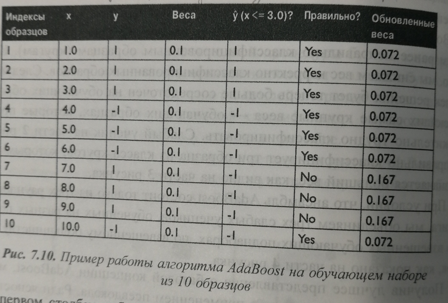 Индексы образцов x y Веса ŷ (x <= 3.0)? Правильно? Обновленные веса
1 1.0 1 0.1 1 Yes 0.072
2 2.0 1 0.1 1 Yes 0.072
3 3.0 1 0.1 1 Yes 0.072
4 4.0 -1 0.1 -1 Yes 0.072
5 5.0 -1 0.1 -1 Yes 0.072
6 6.0 -1 0.1 -1 Yes 0.072
7 7.0 1 0.1 -1 No 0.167
8 8.0 1 0.1 -1 No 0.167
9 9.0 1 0.1 -1 No 0.167
10 10.0 -1 0.1 -1 Yes 0.072
Рис. 7.10. Пример работы алгоритма AdaBoost на обучающем наборе
из 10 образцов
первом